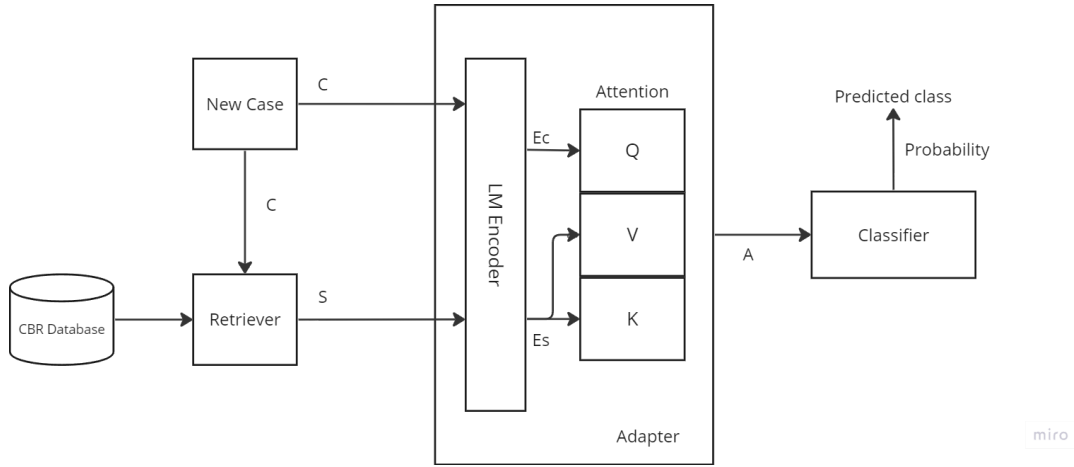 New Case
C
C
CBR Database
Retriever
S
LM Encoder
Ec
Es
Attention
Q
V
K
Adapter
A
Classifier
Probability
Predicted class
miro